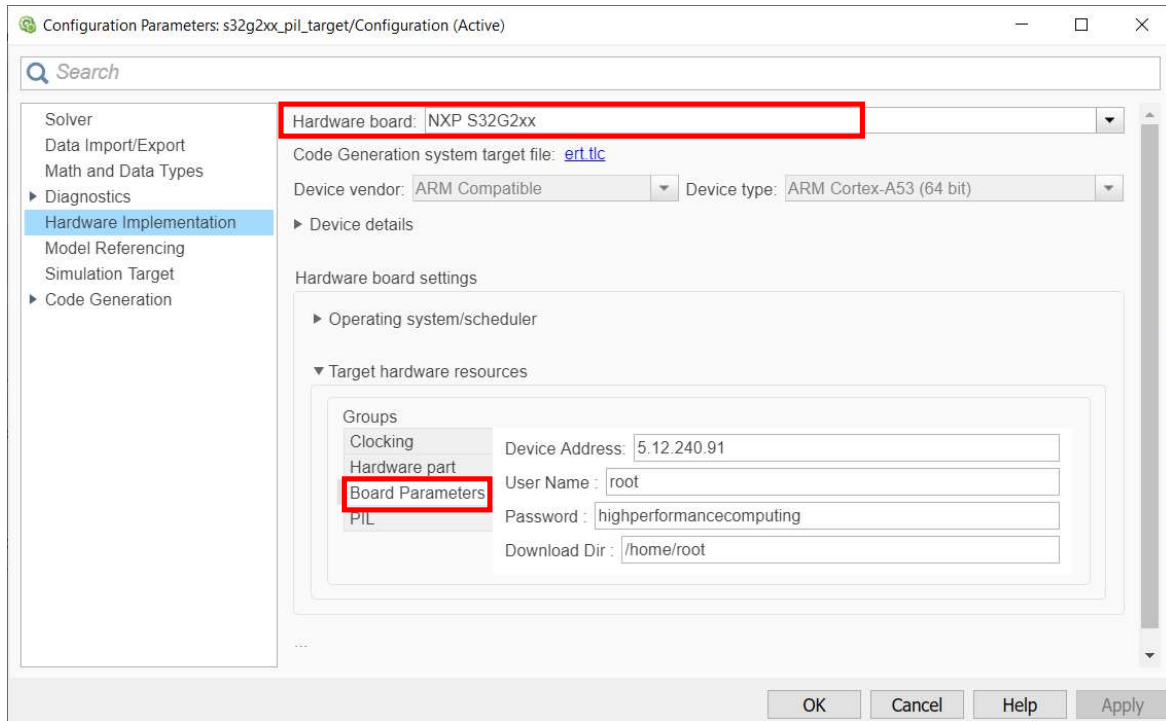 Configuration Parameters: s32g2xx_pil_target/Configuration (Active)
Search
Solver
Data Import/Export
Math and Data Types
Diagnostics
Hardware Implementation
Model Referencing
Simulation Target
Code Generation
Hardware board: NXP S32G2xx
Code Generation system target file: ert.tlc
Device vendor: ARM Compatible Device type: ARM Cortex-A53 (64 bit)
Device details
Hardware board settings
Operating system/scheduler
Target hardware resources
Groups
Clocking
Hardware part
Board Parameters
PIL
Device Address: 5.12.240.91
User Name : root
Password : highperformancecomputing
Download Dir : /home/root
...
OK Cancel Help Apply